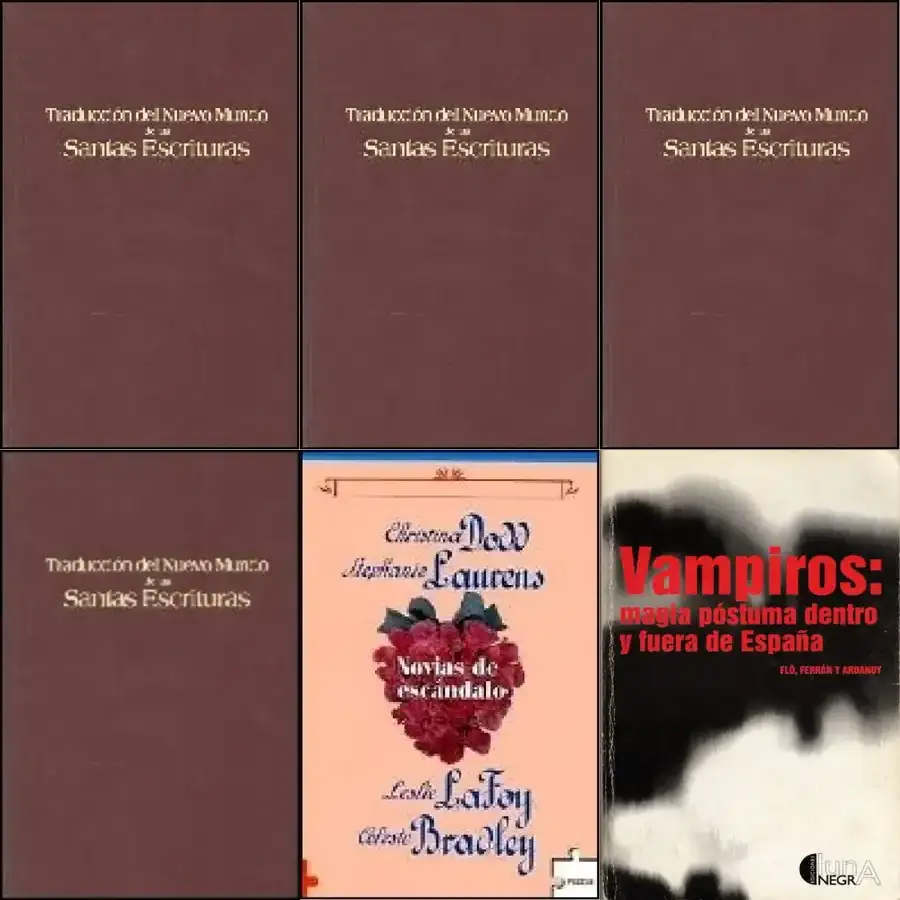 Traducción del Nuevo Mundo
de las
Santas Escrituras
Traducción del Nuevo Mundo
de las
Santas Escrituras
Traducción del Nuevo Mundo
de las
Santas Escrituras
Traducción del Nuevo Mundo
de las
Santas Escrituras
Christina Dodd
Stephanie Laurens
Novias de
escándalo
Leslie LaFoy
Celeste Bradley
Vampiros:
magia póstuma dentro
y fuera de España
FLO, FERRÁN Y ARDANUY
lunA
NEGRA